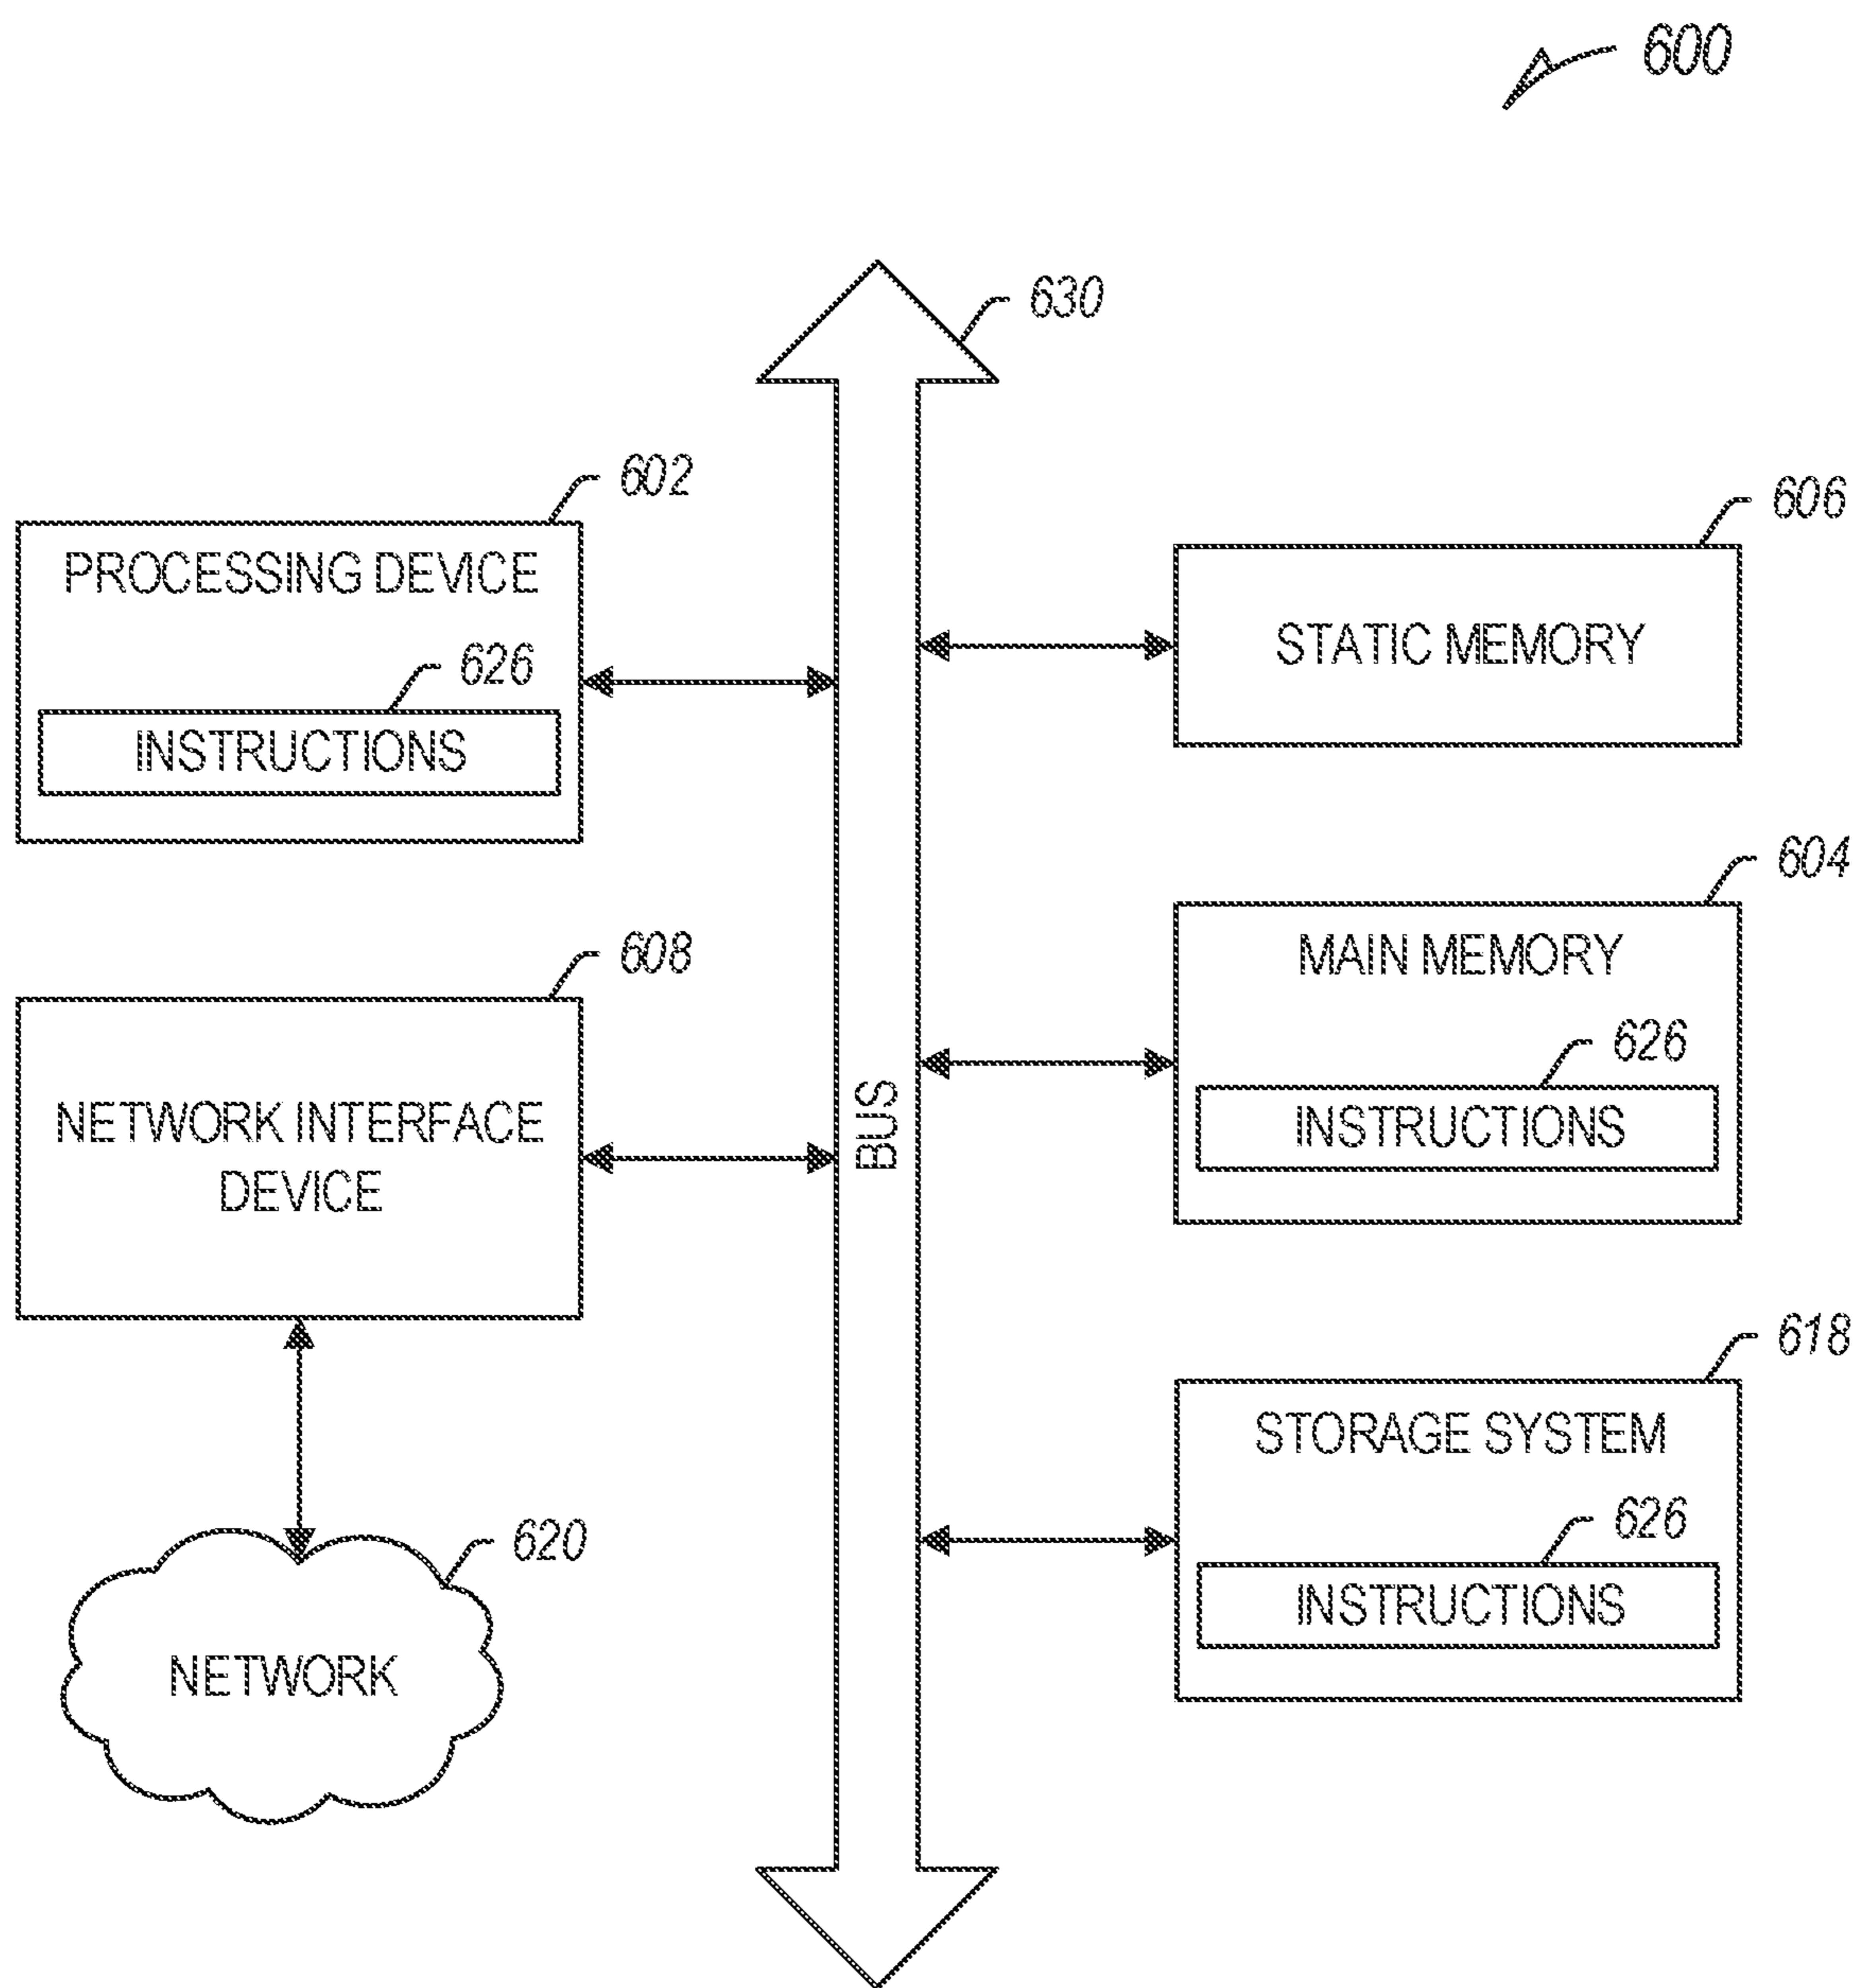 600
630
602
PROCESSING DEVICE
626
INSTRUCTIONS
606
STATIC MEMORY
604
MAIN MEMORY
626
INSTRUCTIONS
608
NETWORK INTERFACE
DEVICE
BUS
618
STORAGE SYSTEM
626
INSTRUCTIONS
620
NETWORK